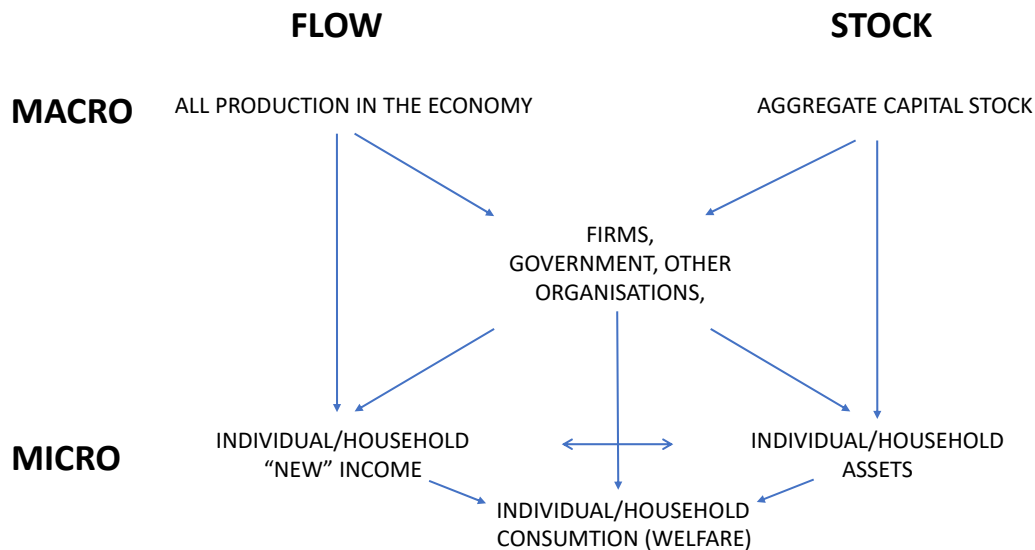 FLOW
STOCK
MACRO
ALL PRODUCTION IN THE ECONOMY
AGGREGATE CAPITAL STOCK
FIRMS,
GOVERNMENT, OTHER
ORGANISATIONS,
MICRO
INDIVIDUAL/HOUSEHOLD
“NEW” INCOME
INDIVIDUAL/HOUSEHOLD
ASSETS
INDIVIDUAL/HOUSEHOLD
CONSUMTION (WELFARE)